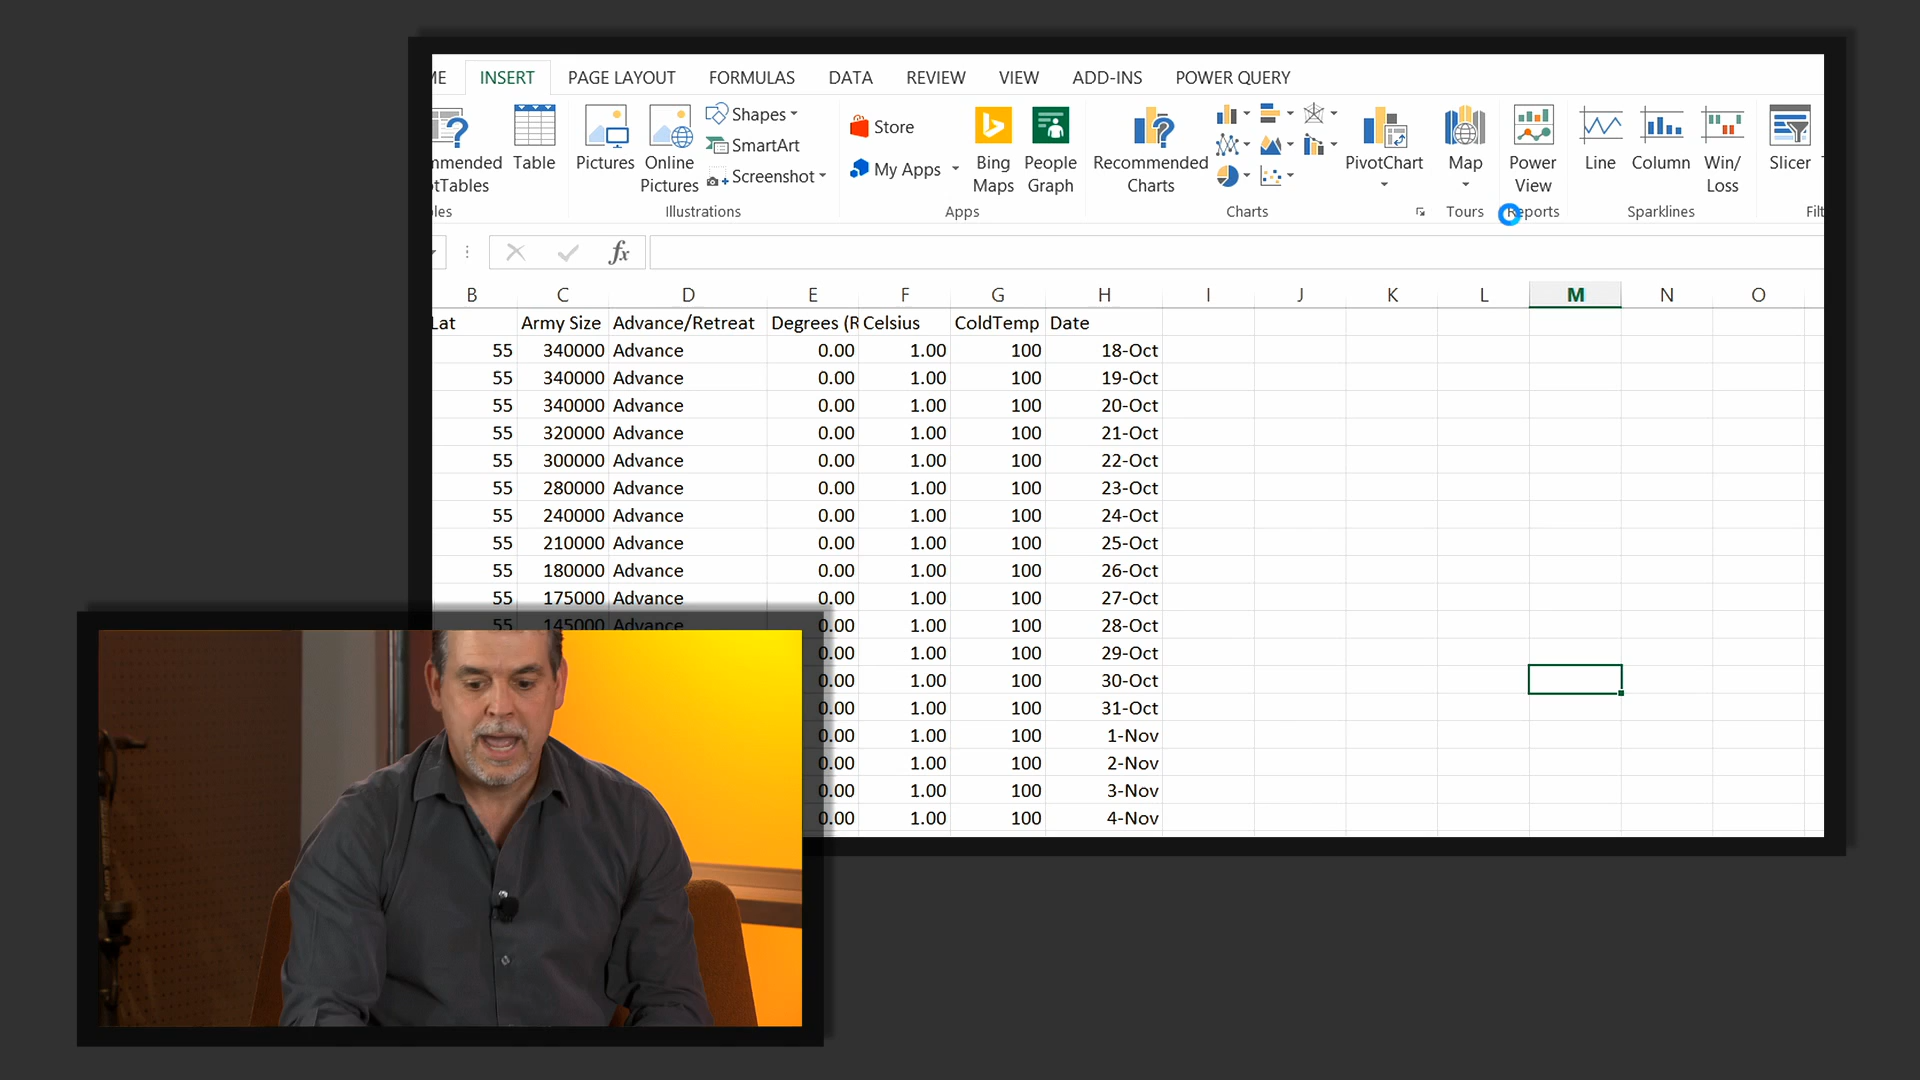 ME INSERT PAGE LAYOUT FORMULAS DATA REVIEW VIEW ADD-INS POWER QUERY
mmended
otTables
Table
Pictures
Online
Pictures
Shapes
SmartArt
Screenshot
Store
My Apps
Bing
Maps
People
Graph
Recommended
Charts
PivotChart
Map
Power
View
Line
Column
Win/
Loss
Slicer
les Illustrations Apps Charts Tours Reports Sparklines Filt
fx
B C D E F G H I J K L M N O
Lat Army Size Advance/Retreat Degrees (R Celsius ColdTemp Date
55 340000 Advance 0.00 1.00 100 18-Oct
55 340000 Advance 0.00 1.00 100 19-Oct
55 340000 Advance 0.00 1.00 100 20-Oct
55 320000 Advance 0.00 1.00 100 21-Oct
55 300000 Advance 0.00 1.00 100 22-Oct
55 280000 Advance 0.00 1.00 100 23-Oct
55 240000 Advance 0.00 1.00 100 24-Oct
55 210000 Advance 0.00 1.00 100 25-Oct
55 180000 Advance 0.00 1.00 100 26-Oct
55 175000 Advance 0.00 1.00 100 27-Oct
55 145000 Advance 0.00 1.00 100 28-Oct
0.00 1.00 100 29-Oct
0.00 1.00 100 30-Oct
0.00 1.00 100 31-Oct
0.00 1.00 100 1-Nov
0.00 1.00 100 2-Nov
0.00 1.00 100 3-Nov
0.00 1.00 100 4-Nov